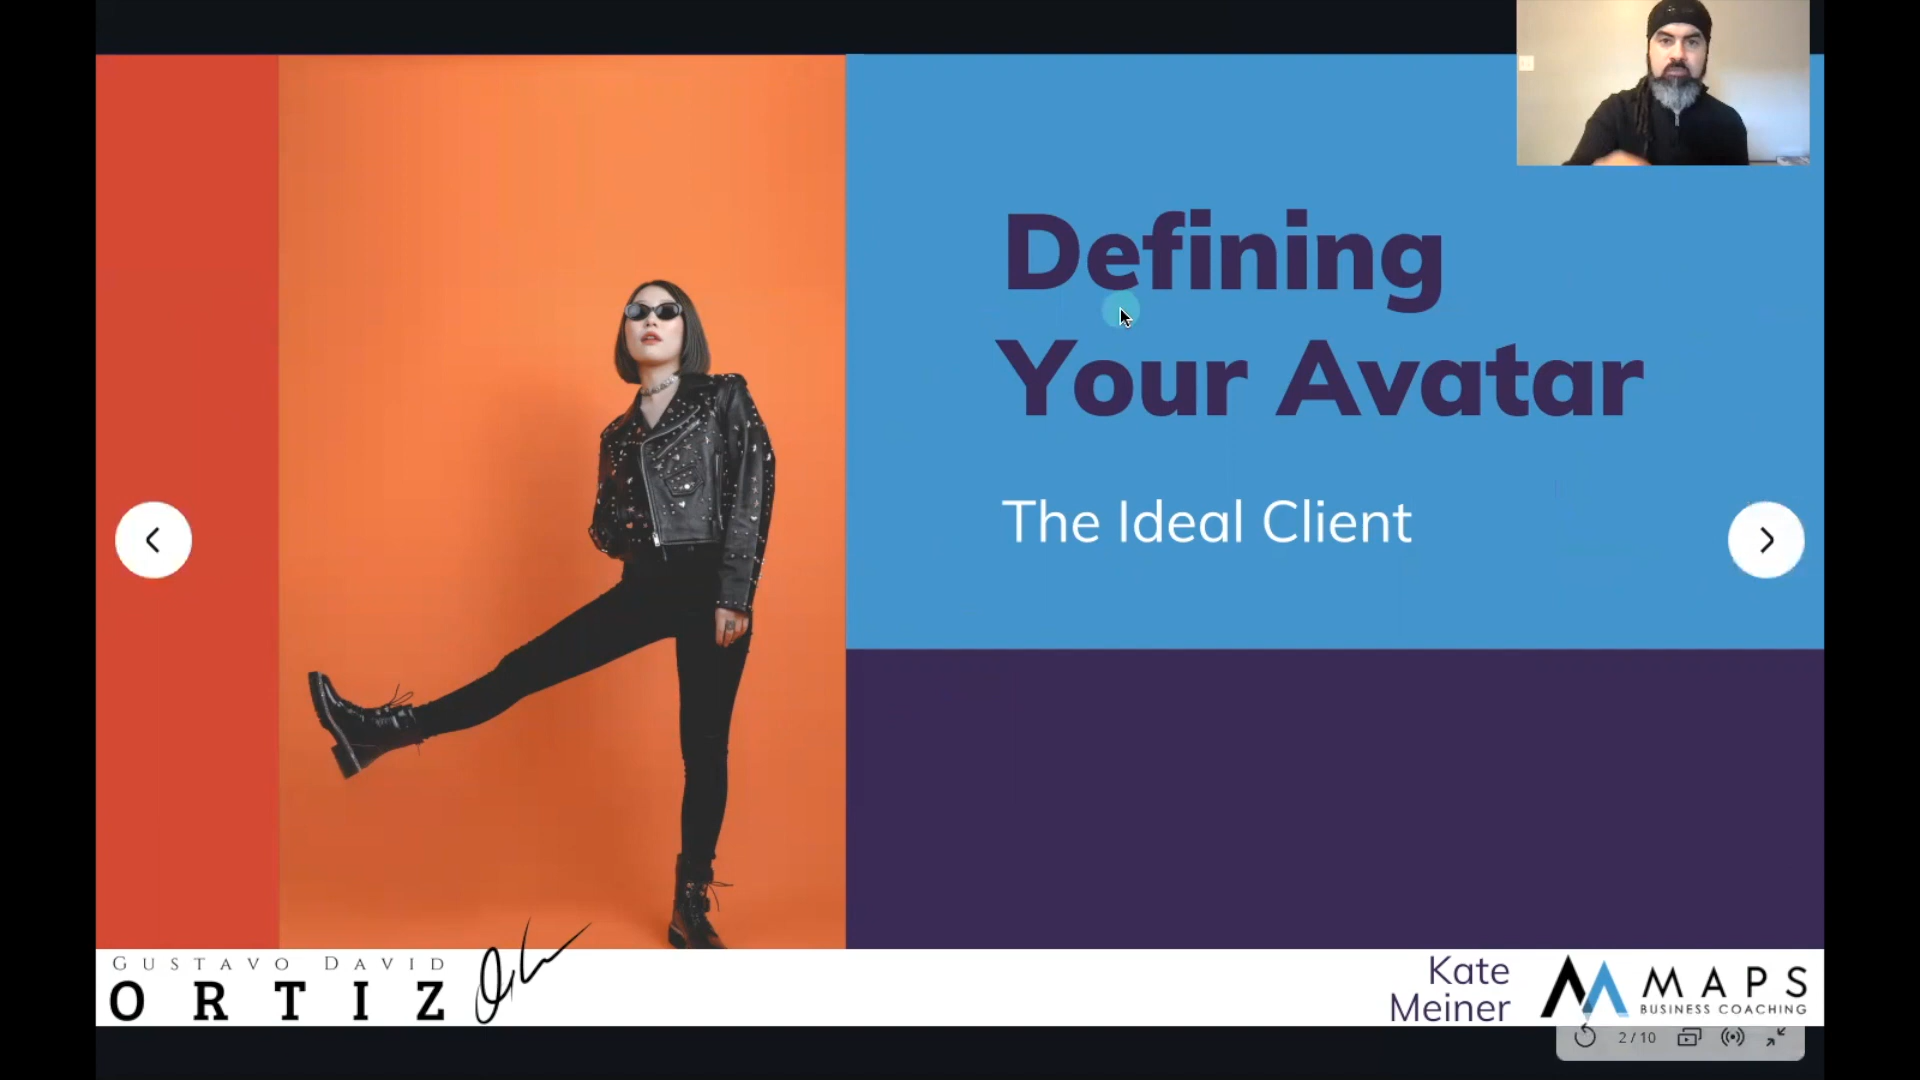 Defining
Your Avatar
The Ideal Client
GUSTAVO DAVID
ORTIZ
Kate
Meiner
MAPS
BUSINESS COACHING
2 / 10